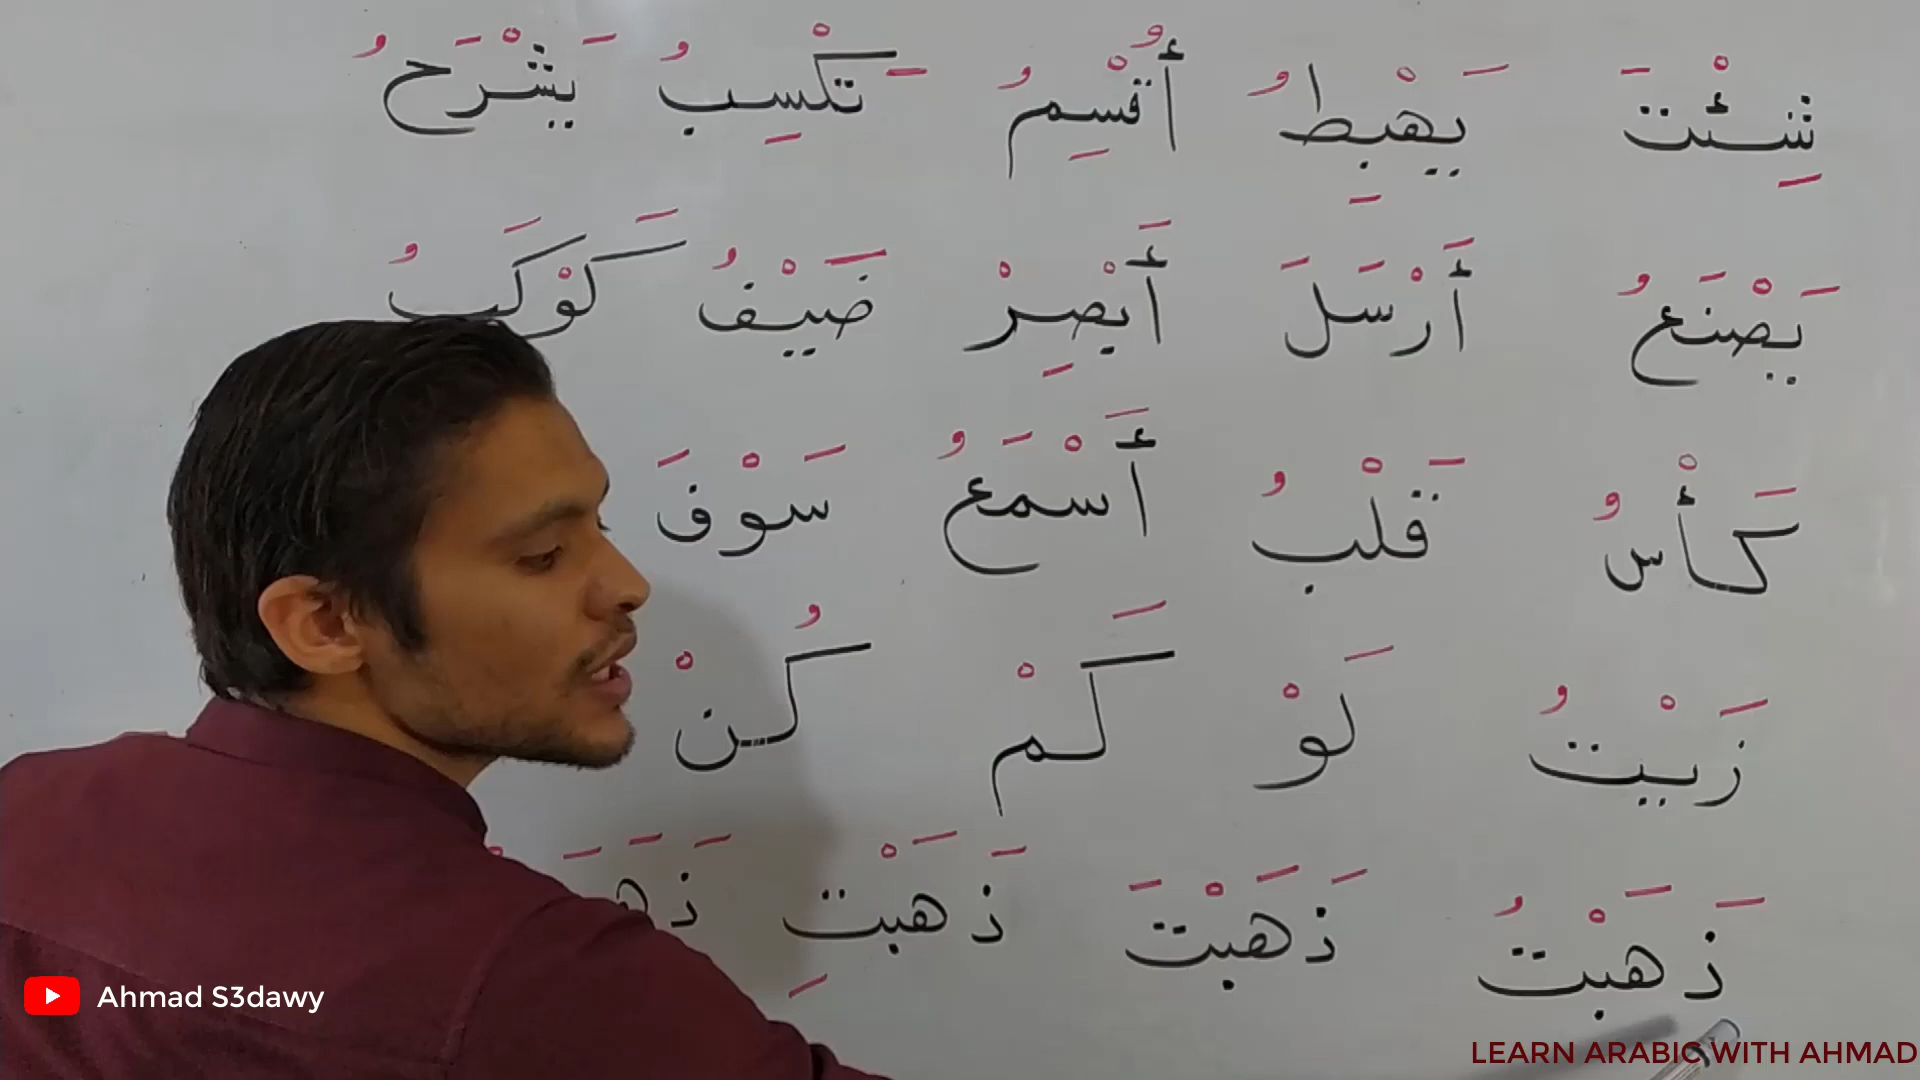 شِئْتَ يَهْبِطُ أُقْسِمُ تَكْسِبُ يَشْرَحُ
يَصْنَعُ أَرْسَلَ أَبْصِرْ ضَيْفُ كَوْكَبُ
كَأْسُ قَلْبُ أَسْمَعُ سَوْفَ
زَيْتُ لَوْ كَمْ كُنْ
ذَهَبْتُ ذَهَبْتَ ذَهَبْتِ
Ahmad S3dawy
LEARN ARABIC WITH AHMAD